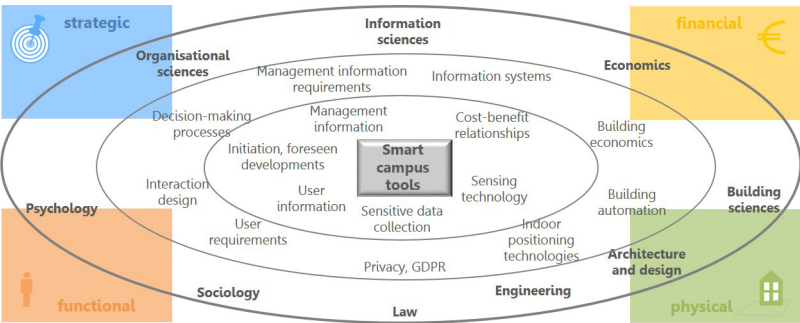 strategic
Information
sciences
financial
€
Organisational
sciences
Economics
Management information
requirements
Information systems
Decision-making
processes
Management
information
Cost-benefit
relationships
Building
economics
Initiation, foreseen
developments
Smart
campus
tools
Interaction
design
User
information
Sensing
technology
Building
automation
Building
sciences
Psychology
Sensitive data
collection
User
requirements
Indoor
positioning
technologies
Privacy, GDPR
Architecture
and design
Sociology
Engineering
functional
Law
physical